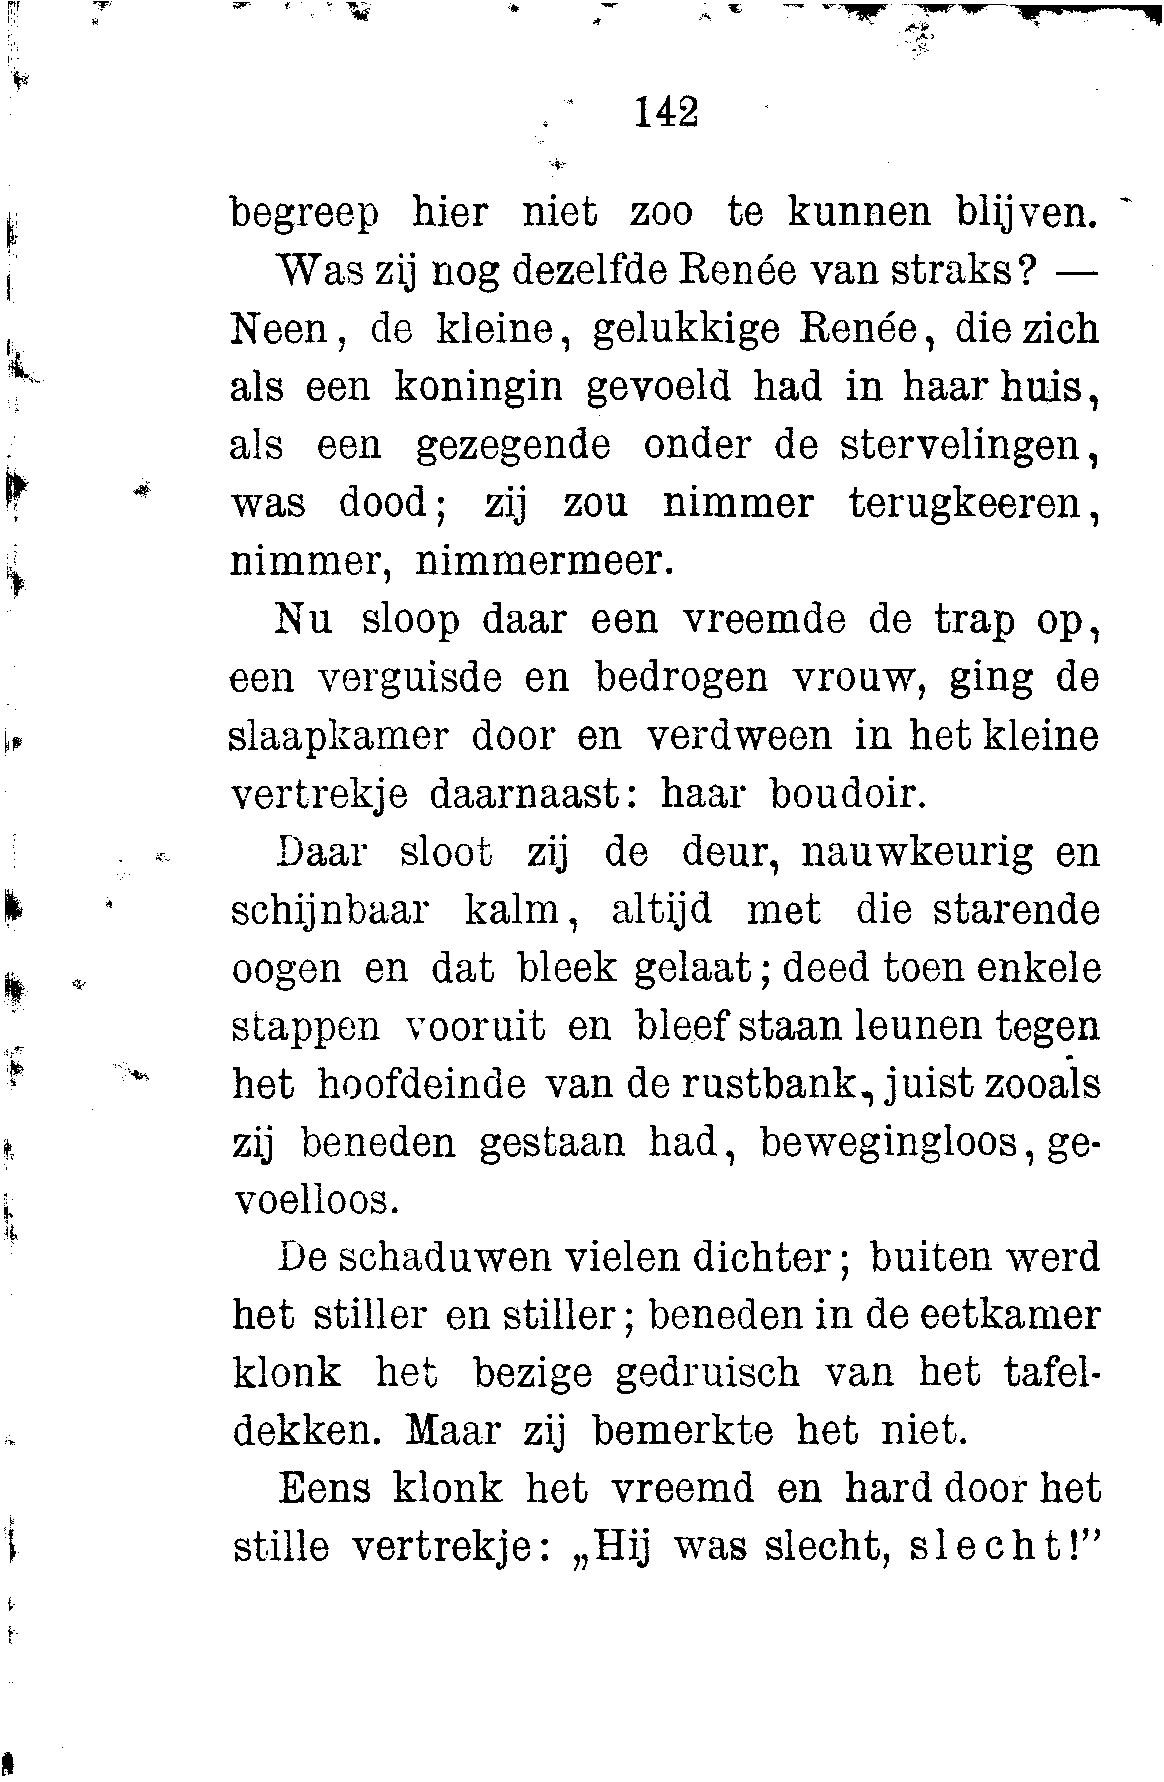 142
begreep hier niet zoo te kunnen blijven.
Was zij nog dezelfde Renée van straks? —
Neen, de kleine, gelukkige Renée, die zich
als een koningin gevoeld had in haar huis,
als een gezegende onder de stervelingen,
was dood; zij zou nimmer terugkeeren,
nimmer, nimmermeer.
Nu sloop daar een vreemde de trap op,
een verguisde en bedrogen vrouw, ging de
slaapkamer door en verdween in het kleine
vertrekje daarnaast: haar boudoir.
Daar sloot zij de deur, nauwkeurig en
schijnbaar kalm, altijd met die starende
oogen en dat bleek gelaat; deed toen enkele
stappen vooruit en bleef staan leunen tegen
het hoofdeinde van de rustbank, juist zooals
zij beneden gestaan had, bewegingloos, ge-
voelloos.
De schaduwen vielen dichter; buiten werd
het stiller en stiller; beneden in de eetkamer
klonk het bezige gedruisch van het tafel-
dekken. Maar zij bemerkte het niet.
Eens klonk het vreemd en hard door het
stille vertrekje: „Hij was slecht, slecht!”